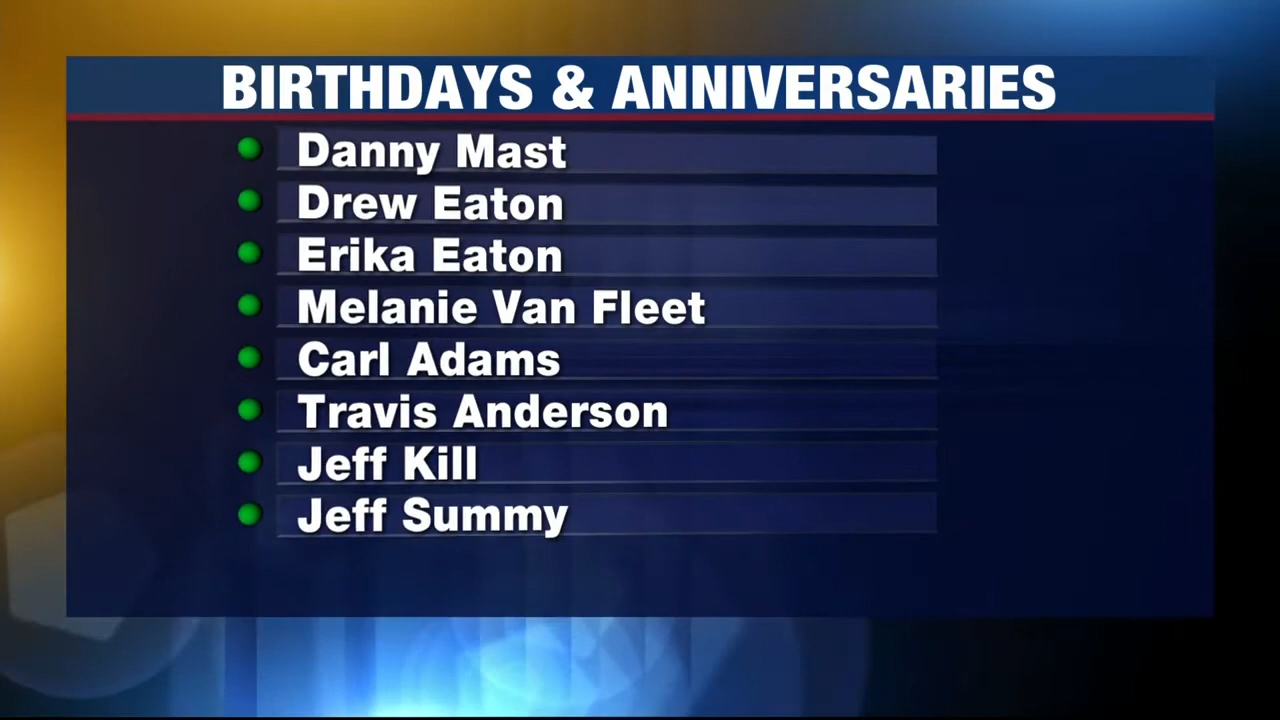 BIRTHDAYS & ANNIVERSARIES
Danny Mast
Drew Eaton
Erika Eaton
Melanie Van Fleet
Carl Adams
Travis Anderson
Jeff Kill
Jeff Summy